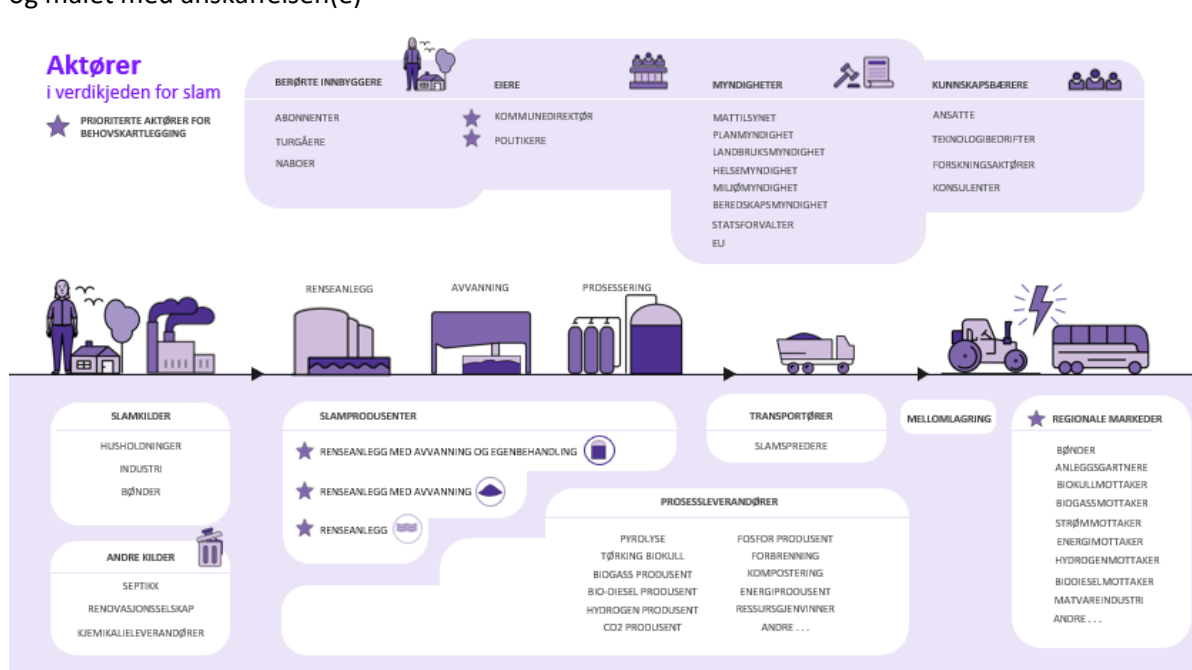 og målet med anskaffelsen(e)
Aktører
i verdikjeden for slam
PRIORITERTE AKTØRER FOR
BEHOVSKARTLEGGING
BERØRTE INNBYGGERE
ABONNENTER
TURGÅERE
NABOER
EIERE
KOMMUNEDIREKTØR
POLITIKERE
MYNDIGHETER
MATTILSYNET
PLANMYNDIGHET
LANDBRUKSMYNDIGHET
HELSEMYNDIGHET
MILJØMYNDIGHET
BEREDSKAPSMYNDIGHET
STATSFORVALTER
EU
KUNNSKAPSBÆRERE
ANSATTE
TEKNOLOGIBEDRIFTER
FORSKNINGSAKTØRER
KONSULENTER
RENSEANLEGG
AVVANNING
PROSESSERING
SLAMKILDER
HUSHOLDNINGER
INDUSTRI
BØNDER
ANDRE KILDER
SEPTIKK
RENOVASJONSSELSKAP
KJEMIKALIELEVERANDØRER
SLAMPRODUSENTER
RENSEANLEGG MED AVVANNING OG EGENBEHANDLING
RENSEANLEGG MED AVVANNING
RENSEANLEGG
PROSESSLEVERANDØRER
PYROLYSE
TØRKING BIOKULL
BIOGASS PRODUSENT
BIO-DIESEL PRODUSENT
HYDROGEN PRODUSENT
CO2 PRODUSENT
FOSFOR PRODUSENT
FORBRENNING
KOMPOSTERING
ENERGIPRODUSENT
RESSURSGJENVINNER
ANDRE . . .
TRANSPORTØRER
SLAMSPREDERE
MELLOMLAGRING
REGIONALE MARKEDER
BØNDER
ANLEGGSGARTNERE
BIOKULLMOTTAKER
BIOGASSMOTTAKER
STRØMMOTTAKER
ENERGIMOTTAKER
HYDROGENMOTTAKER
BIODIESELMOTTAKER
MATVAREINDUSTRI
ANDRE . . .